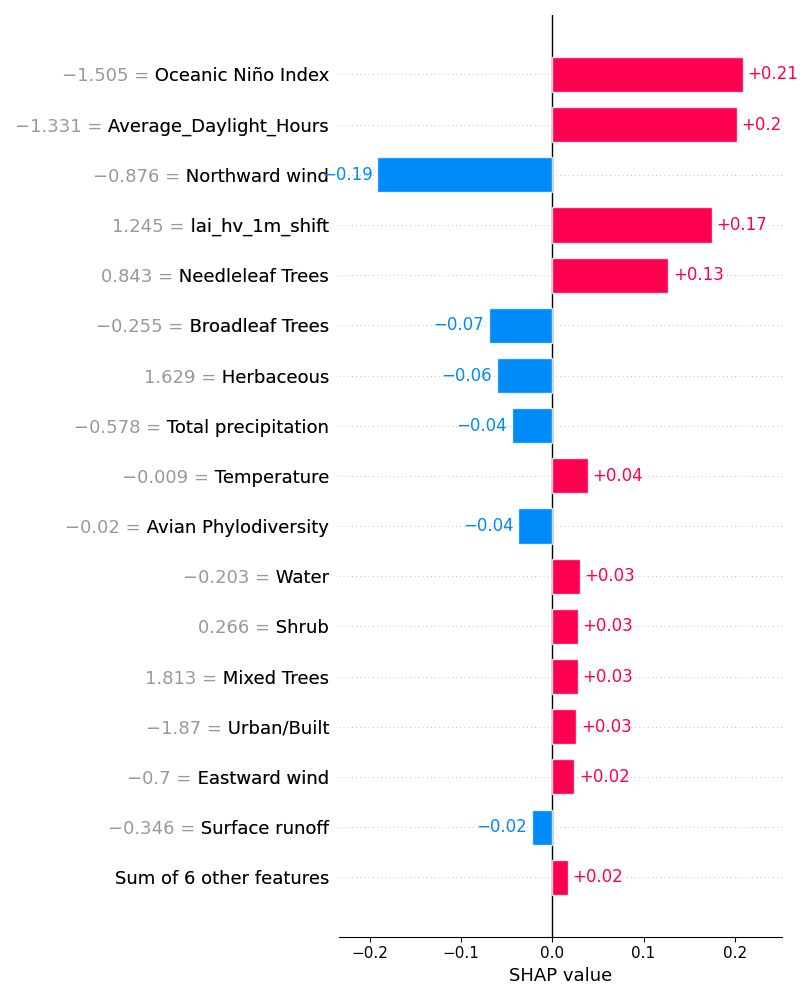 −1.505 = Oceanic Niño Index +0.21
−1.331 = Average_Daylight_Hours +0.2
−0.876 = Northward wind −0.19
1.245 = lai_hv_1m_shift +0.17
0.843 = Needleleaf Trees +0.13
−0.255 = Broadleaf Trees −0.07
1.629 = Herbaceous −0.06
−0.578 = Total precipitation −0.04
−0.009 = Temperature +0.04
−0.02 = Avian Phylodiversity −0.04
−0.203 = Water +0.03
0.266 = Shrub +0.03
1.813 = Mixed Trees +0.03
−1.87 = Urban/Built +0.03
−0.7 = Eastward wind +0.02
−0.346 = Surface runoff −0.02
Sum of 6 other features +0.02
−0.2 −0.1 0.0 0.1 0.2
SHAP value